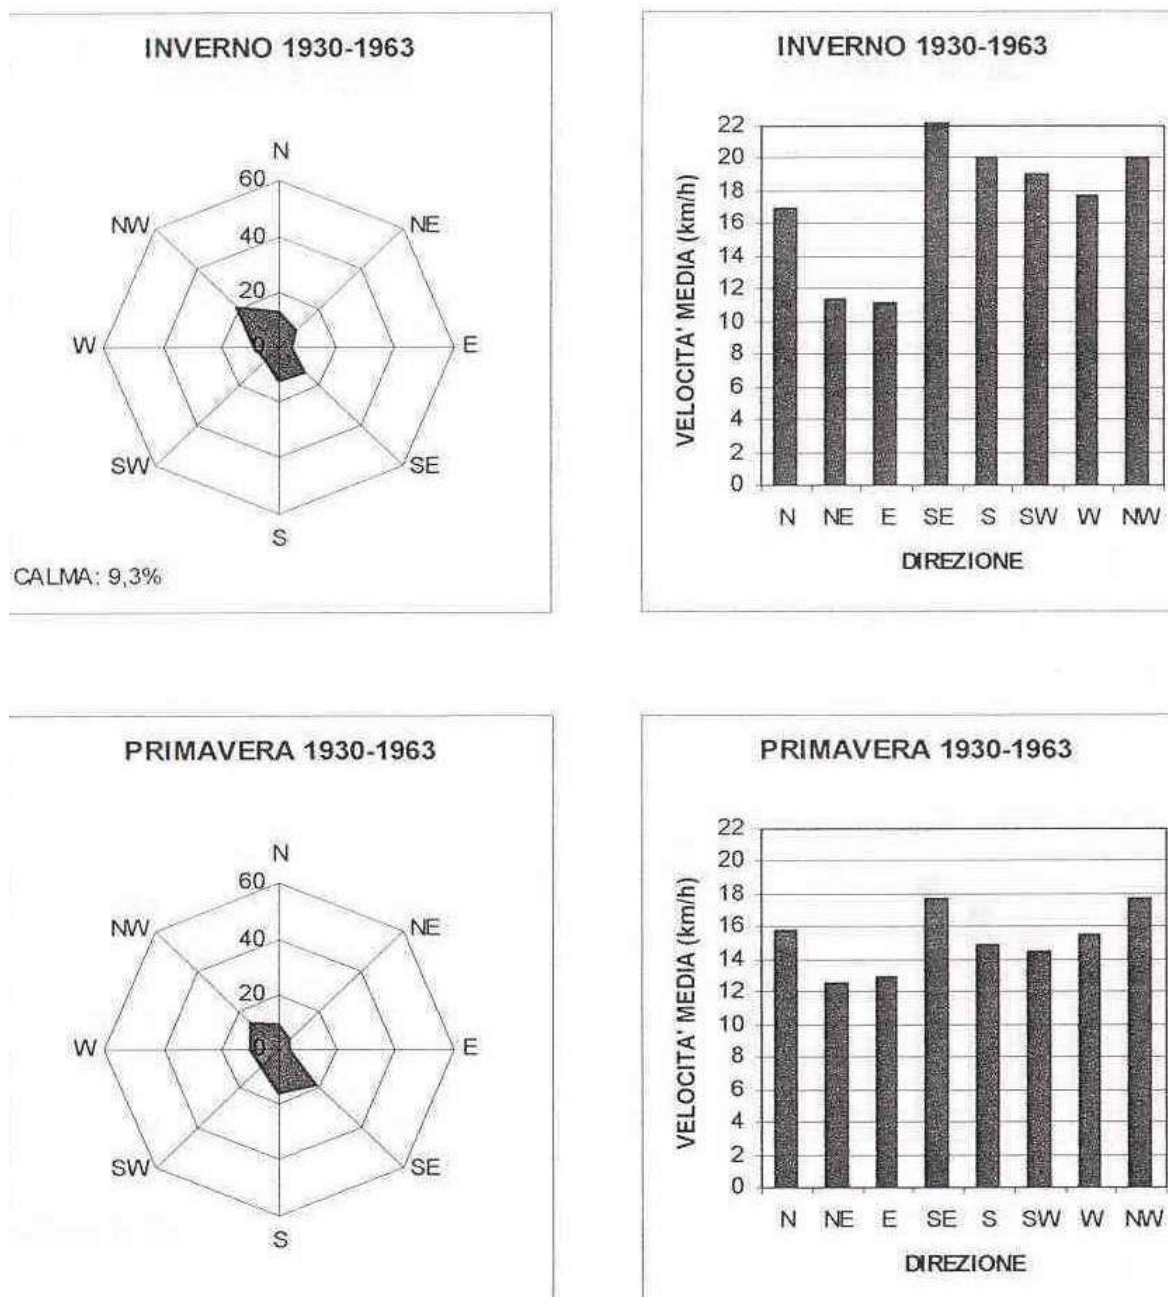 INVERNO 1930-1963
N
60
NW
NE
40
20
W
0
E
SW
SE
S
CALMA: 9,3%
INVERNO 1930-1963
VELOCITA' MEDIA (km/h)
22
20
18
16
14
12
10
8
6
4
2
0
N NE E SE S SW W NW
DIREZIONE
PRIMAVERA 1930-1963
N
60
NW
NE
40
20
W
0
E
SW
SE
S
PRIMAVERA 1930-1963
VELOCITA' MEDIA (km/h)
22
20
18
16
14
12
10
8
6
4
2
0
N NE E SE S SW W NW
DIREZIONE